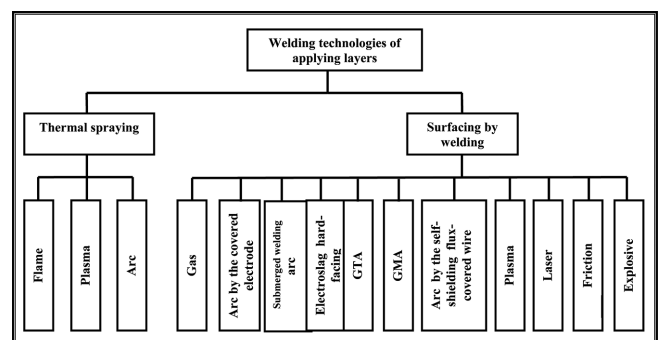 Welding technologies of
applying layers
Thermal spraying
Surfacing by
welding
Flame
Plasma
Arc
Gas
Arc by the covered
electrode
Submerged welding
arc
Electroslag hard-
facing
GTA
GMA
Arc by the self-
shielding flux-
covered wire
Plasma
Laser
Friction
Explosive